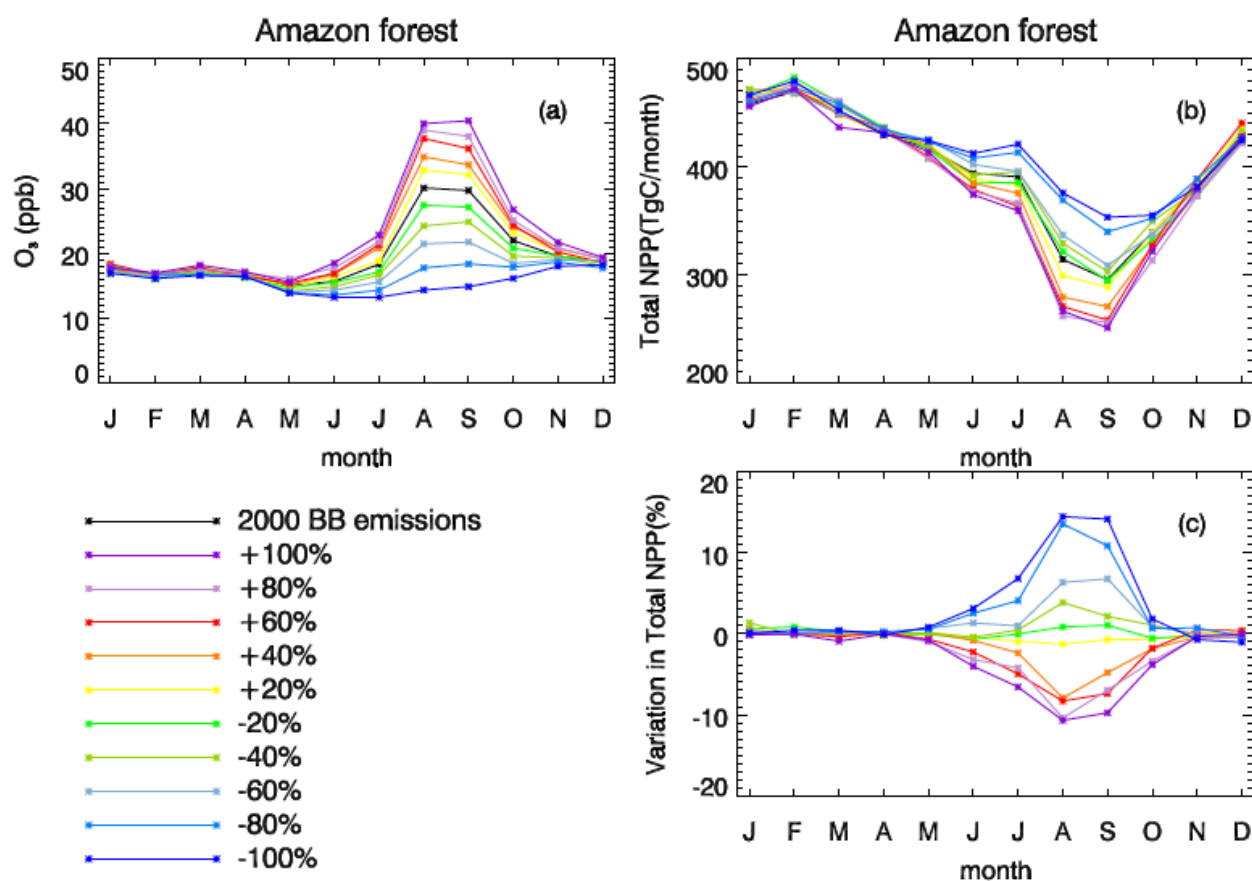 Amazon forest
50
40
30
20
10
0
O₃ (ppb)
(a)
J F M A M J J A S O N D
month
Amazon forest
500
400
300
200
Total NPP(TgC/month)
(b)
J F M A M J J A S O N D
month
2000 BB emissions
+100%
+80%
+60%
+40%
+20%
-20%
-40%
-60%
-80%
-100%
20
10
0
-10
-20
Variation in Total NPP(%)
(c)
J F M A M J J A S O N D
month